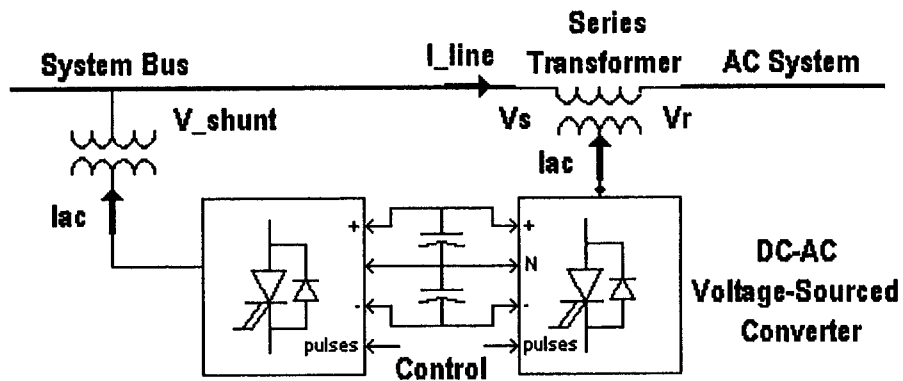 Series
Transformer
System Bus
I_line
AC System
V_shunt
Vs
Vr
Iac
Iac
+
+
N
-
-
pulses
pulses
Control
DC-AC
Voltage-Sourced
Converter